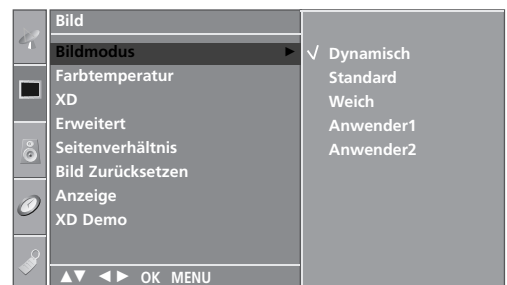 Bild
Bildmodus ► √ Dynamisch
Farbtemperatur Standard
XD Weich
Erweitert Anwender1
Seitenverhältnis Anwender2
Bild Zurücksetzen
Anzeige
XD Demo
▲▼ ◄► OK MENU